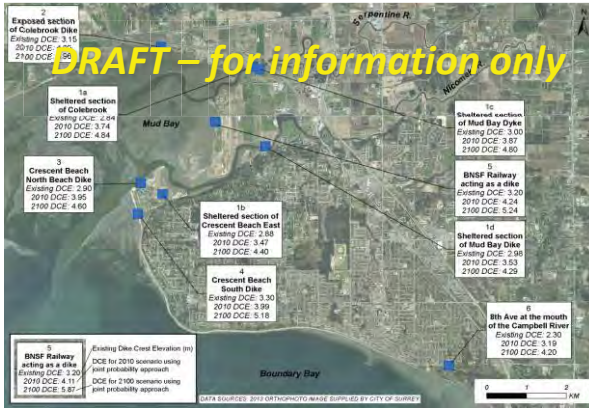 2
Exposed section
of Colebrook Dike
Existing DCE: 3.15
2010 DCE:
2100 DCE:
DRAFT – for information only
Serpentine R.
N
1a
Sheltered section
of Colebrook
Existing DCE: 2.84
2010 DCE: 3.74
2100 DCE: 4.84
Mud Bay
1c
Sheltered section
of Mud Bay Dyke
Existing DCE: 3.00
2010 DCE: 3.87
2100 DCE: 4.80
3
Crescent Beach
North Beach Dike
Existing DCE: 2.90
2010 DCE: 3.95
2100 DCE: 4.60
5
BNSF Railway
acting as a dike
Existing DCE: 3.20
2010 DCE: 4.24
2100 DCE: 5.24
1b
Sheltered section of
Crescent Beach East
Existing DCE: 2.88
2010 DCE: 3.47
2100 DCE: 4.40
1d
Sheltered section
of Mud Bay Dike
Existing DCE: 2.98
2010 DCE: 3.53
2100 DCE: 4.29
4
Crescent Beach
South Dike
Existing DCE: 3.30
2010 DCE: 3.99
2100 DCE: 5.18
6
8th Ave at the mouth
of the Campbell River
Existing DCE: 2.30
2010 DCE: 3.19
2100 DCE: 4.20
5
BNSF Railway
acting as a dike
Existing DCE: 3.20
2010 DCE: 4.11
2100 DCE: 5.87
Existing Dike Crest Elevation (m)
DCE for 2010 scenario using
joint probability approach
DCE for 2100 scenario using
joint probability approach
Boundary Bay
DATA SOURCES: 2013 ORTHOPHOTO IMAGE SUPPLIED BY CITY OF SURREY
0 1 2
KM